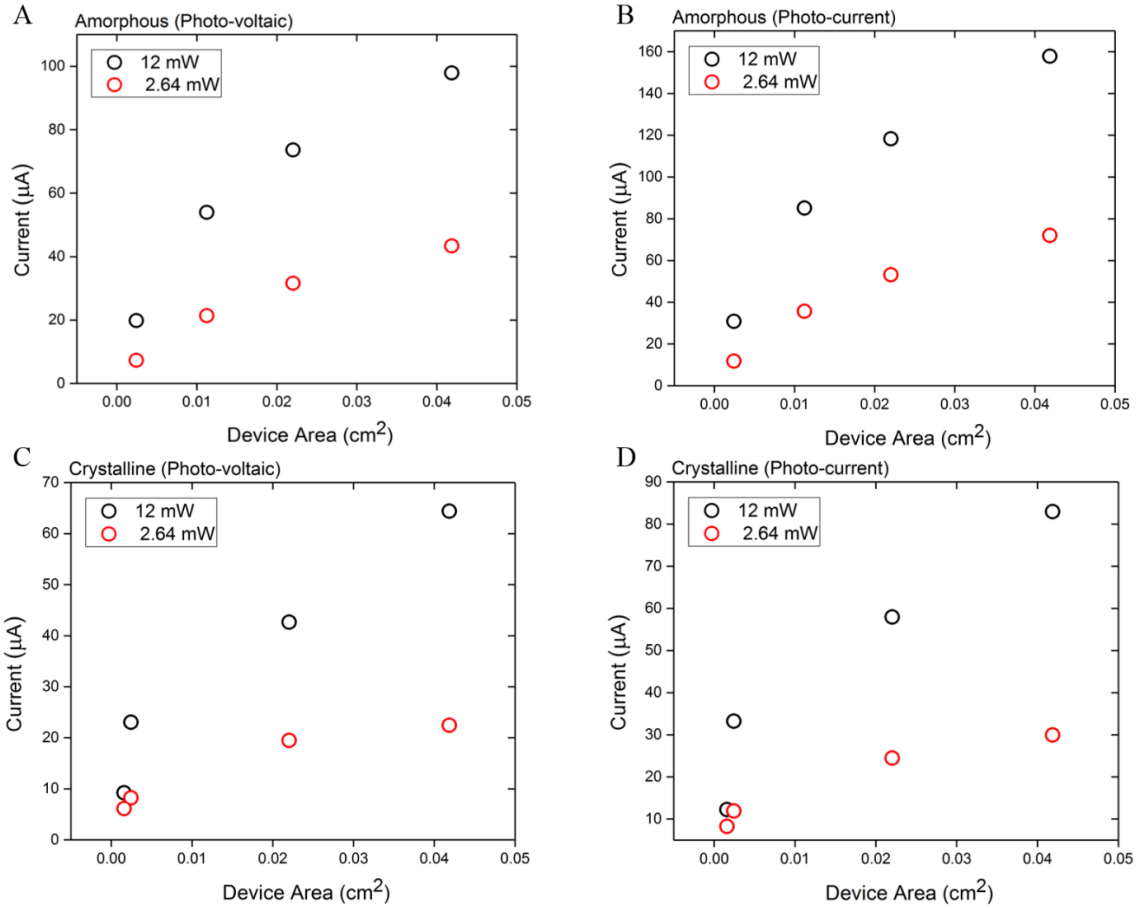 A
Amorphous (Photo-voltaic)
12 mW
2.64 mW
100
80
60
40
20
0
Current (μA)
0.00 0.01 0.02 0.03 0.04 0.05
Device Area (cm²)
B
Amorphous (Photo-current)
12 mW
2.64 mW
160
140
120
100
80
60
40
20
0
Current (μA)
0.00 0.01 0.02 0.03 0.04 0.05
Device Area (cm²)
C
Crystalline (Photo-voltaic)
12 mW
2.64 mW
70
60
50
40
30
20
10
0
Current (μA)
0.00 0.01 0.02 0.03 0.04 0.05
Device Area (cm²)
D
Crystalline (Photo-current)
12 mW
2.64 mW
90
80
70
60
50
40
30
20
10
Current (μA)
0.00 0.01 0.02 0.03 0.04 0.05
Device Area (cm²)